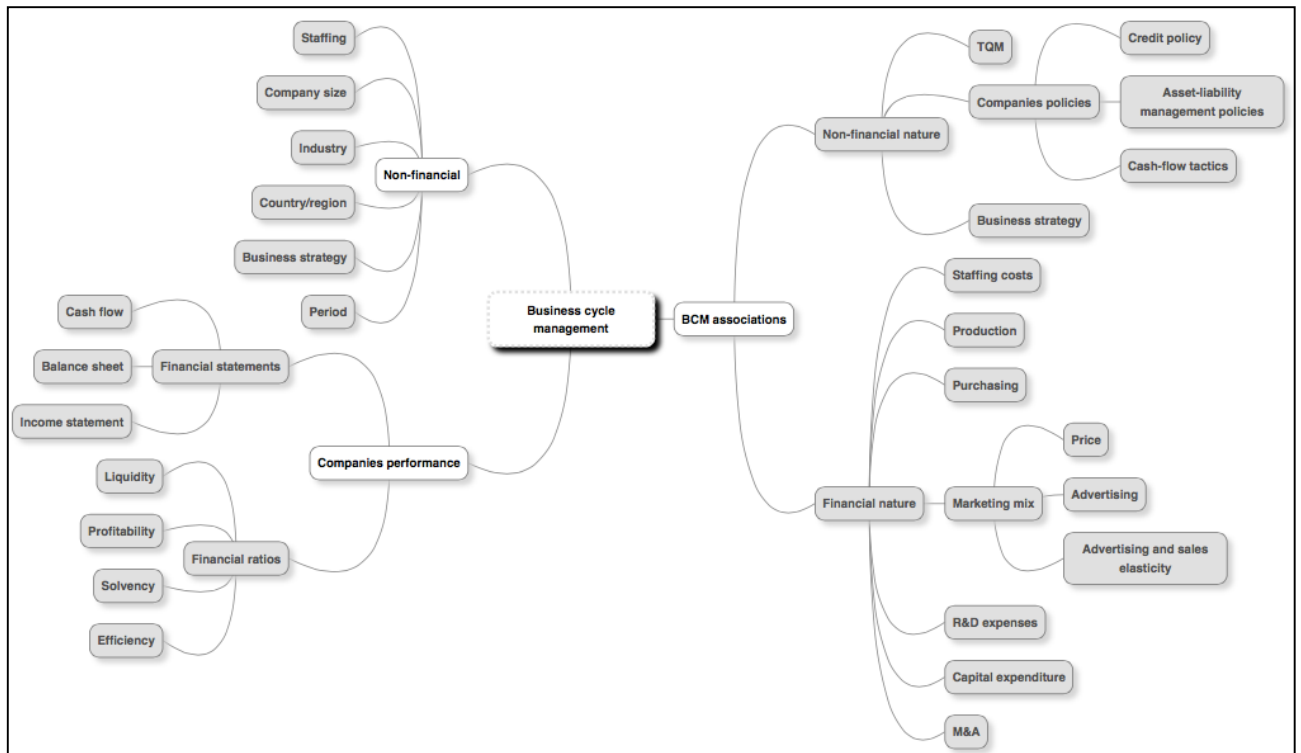 Staffing
Company size
Industry
Non-financial
Country/region
Business strategy
Period
Cash flow
Balance sheet
Financial statements
Income statement
Companies performance
Liquidity
Profitability
Financial ratios
Solvency
Efficiency
Business cycle
management
BCM associations
Non-financial nature
TQM
Companies policies
Credit policy
Asset-liability
management policies
Cash-flow tactics
Business strategy
Financial nature
Staffing costs
Production
Purchasing
Marketing mix
Price
Advertising
Advertising and sales
elasticity
R&D expenses
Capital expenditure
M&A